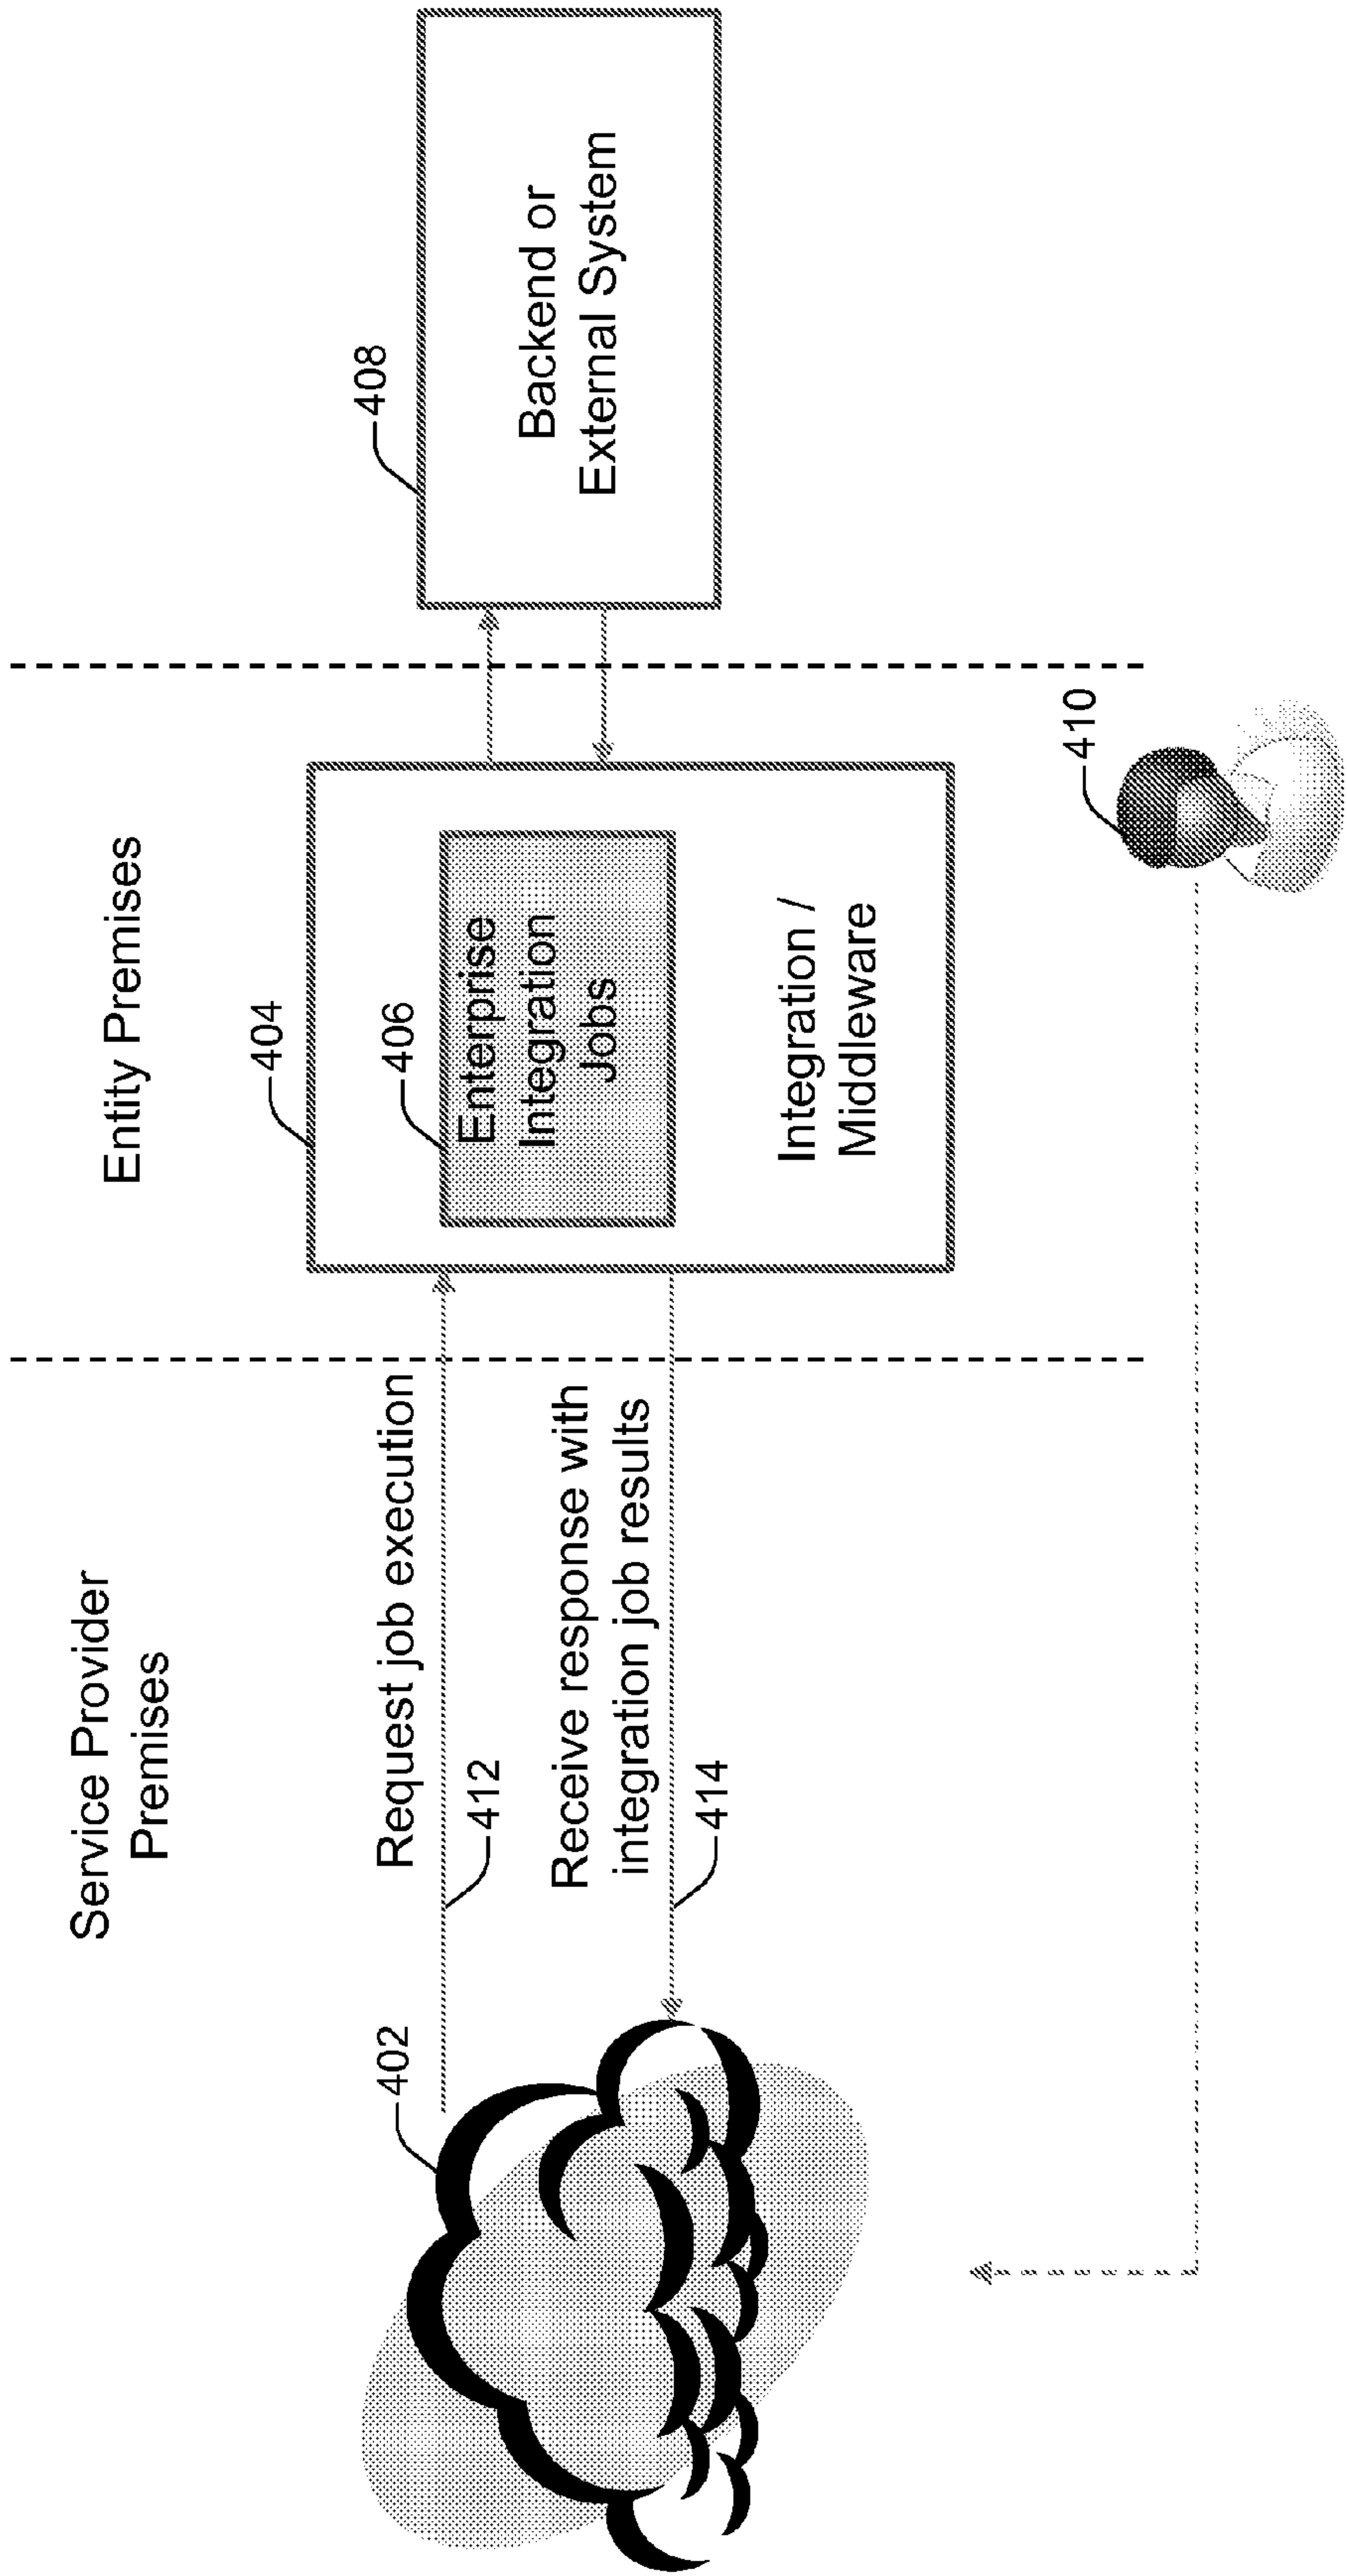 Service Provider
Premises
Entity Premises
402
Request job execution
412
Receive response with
integration job results
414
404
406
Enterprise
Integration
Jobs
Integration /
Middleware
408
Backend or
External System
410